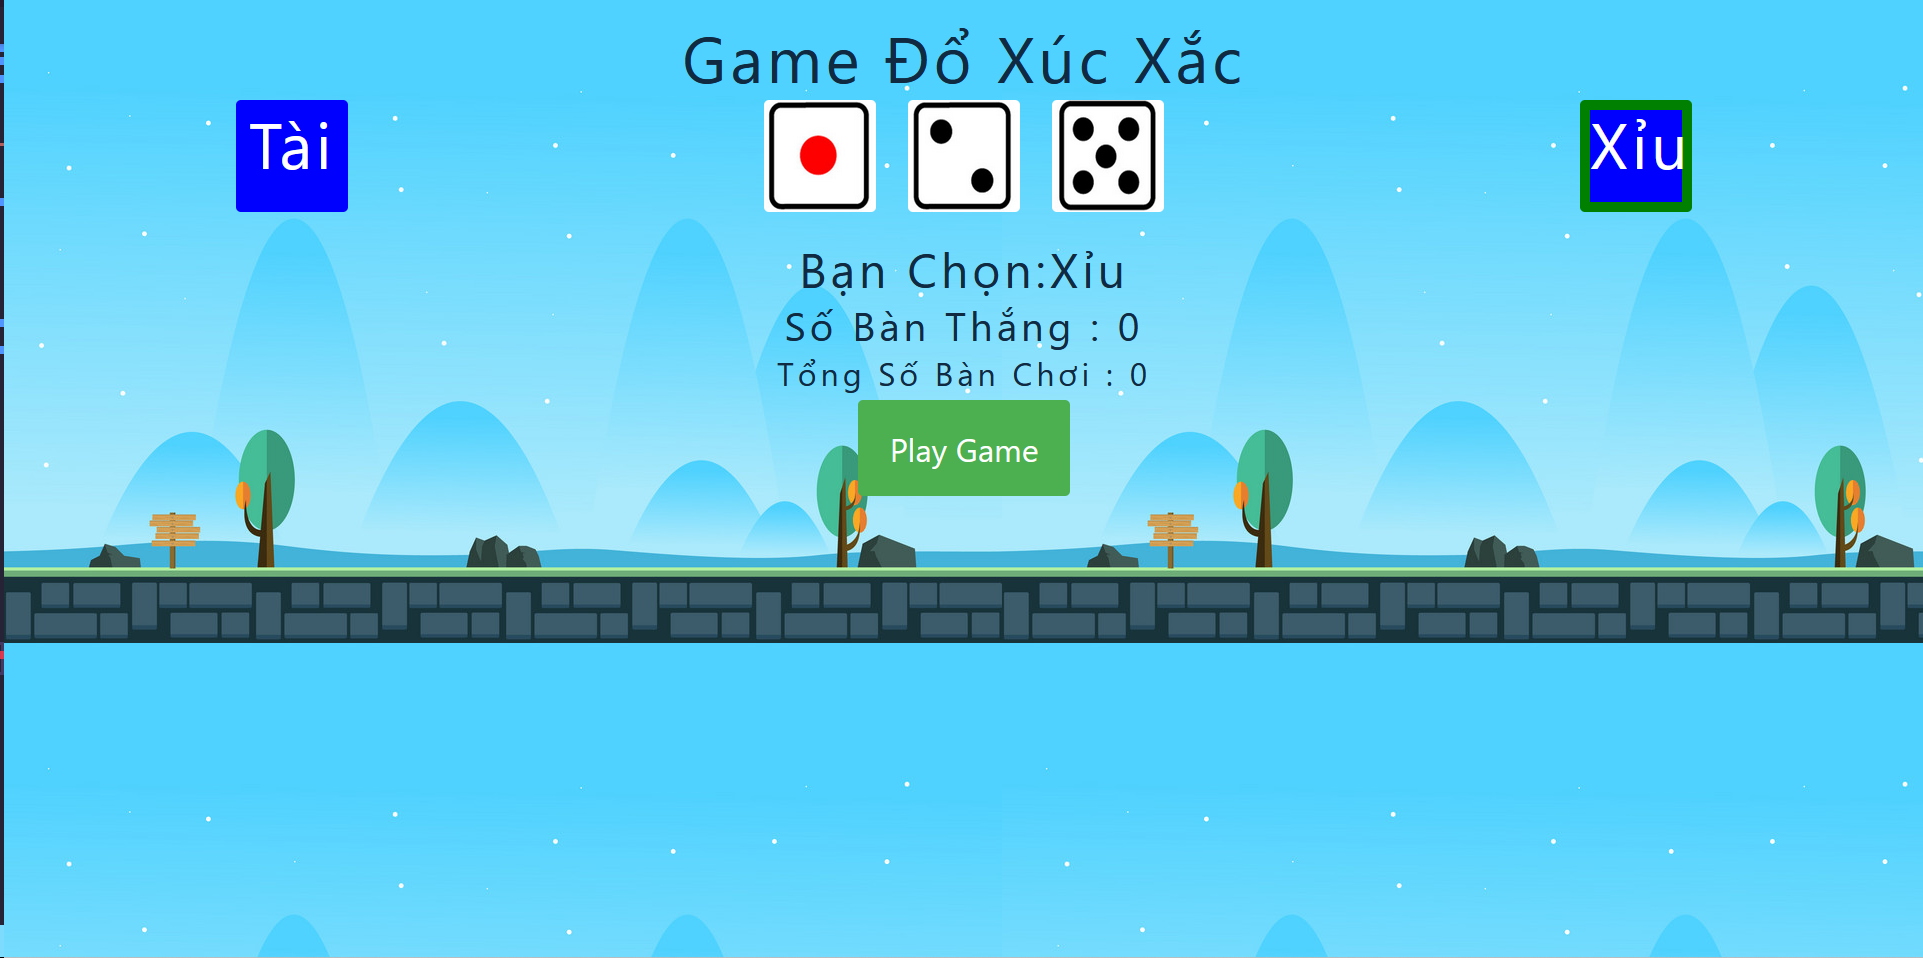 Game Đổ Xúc Xắc
Tài
Xỉu
Bạn Chọn:Xỉu
Số Bàn Thắng : 0
Tổng Số Bàn Chơi : 0
Play Game